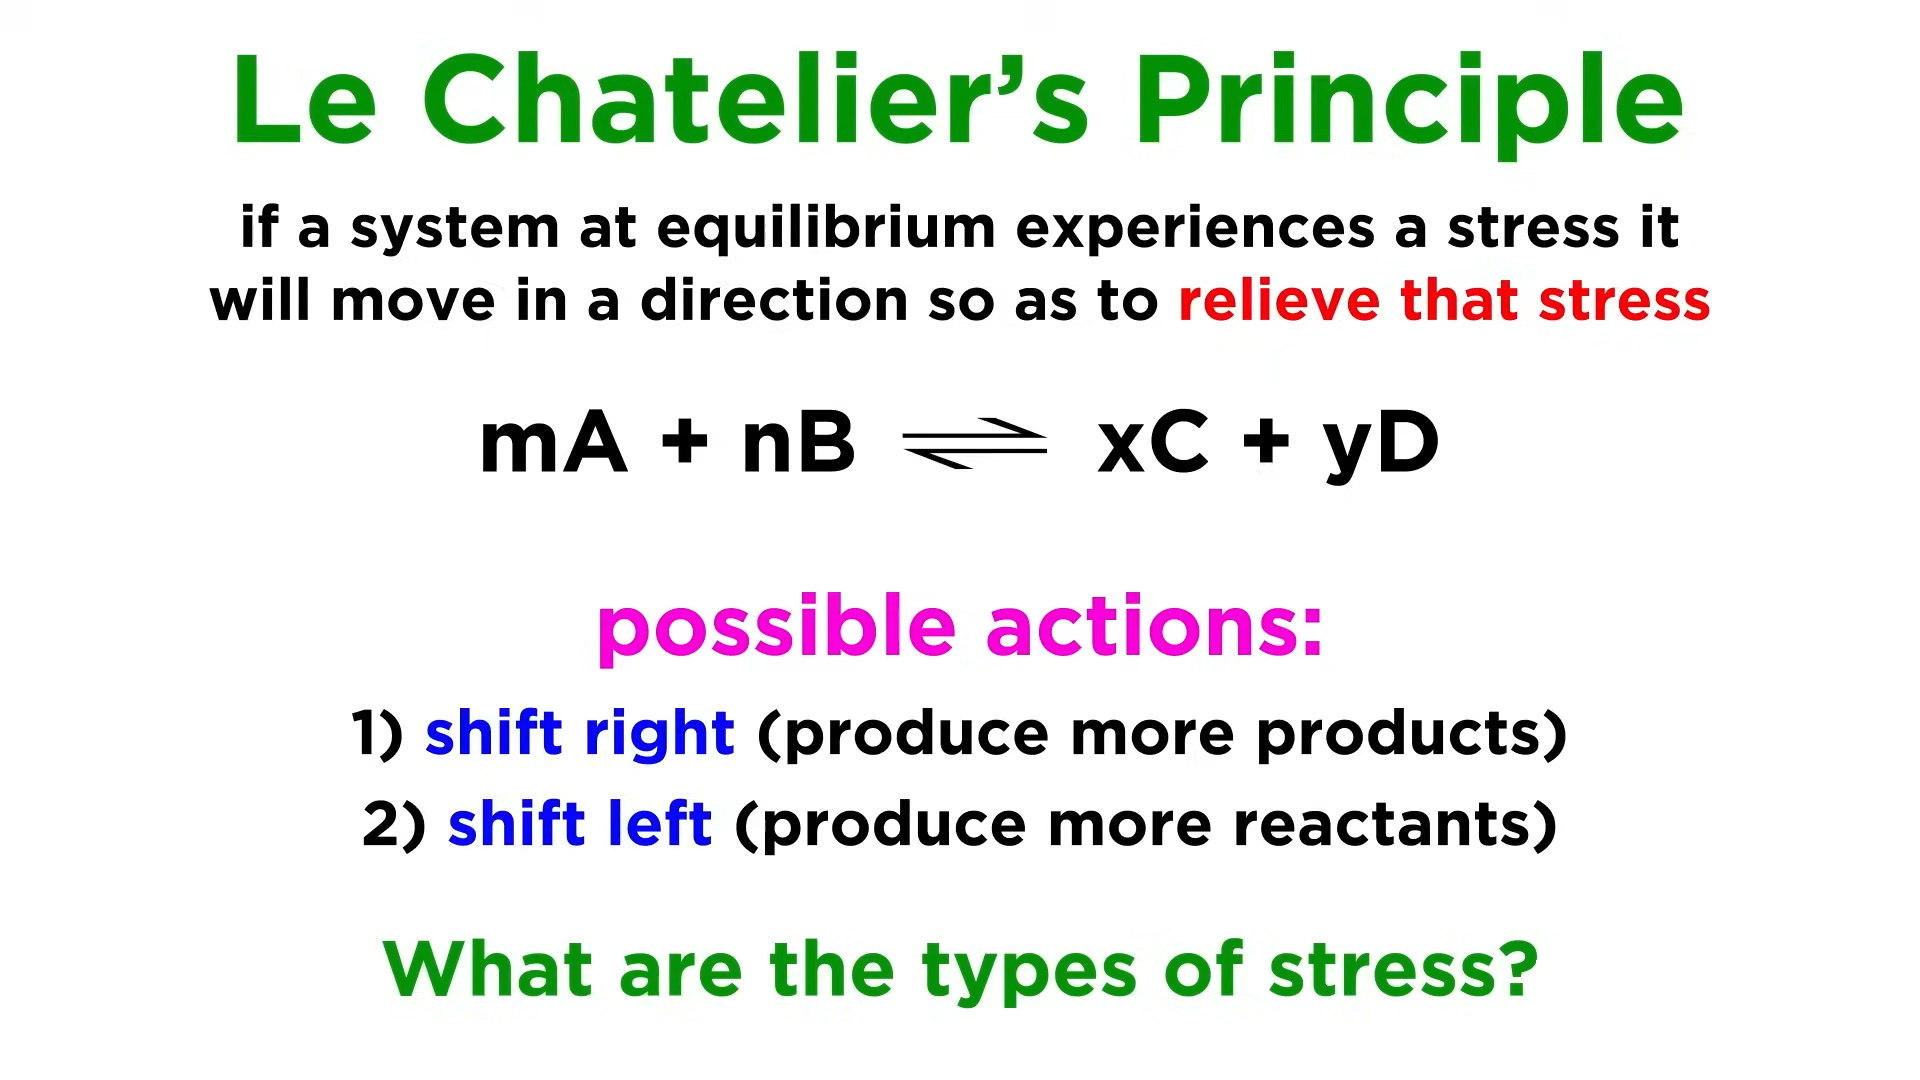 Le Chatelier’s Principle
if a system at equilibrium experiences a stress it
will move in a direction so as to relieve that stress
mA + nB ⇌ xC + yD
possible actions:
1) shift right (produce more products)
2) shift left (produce more reactants)
What are the types of stress?